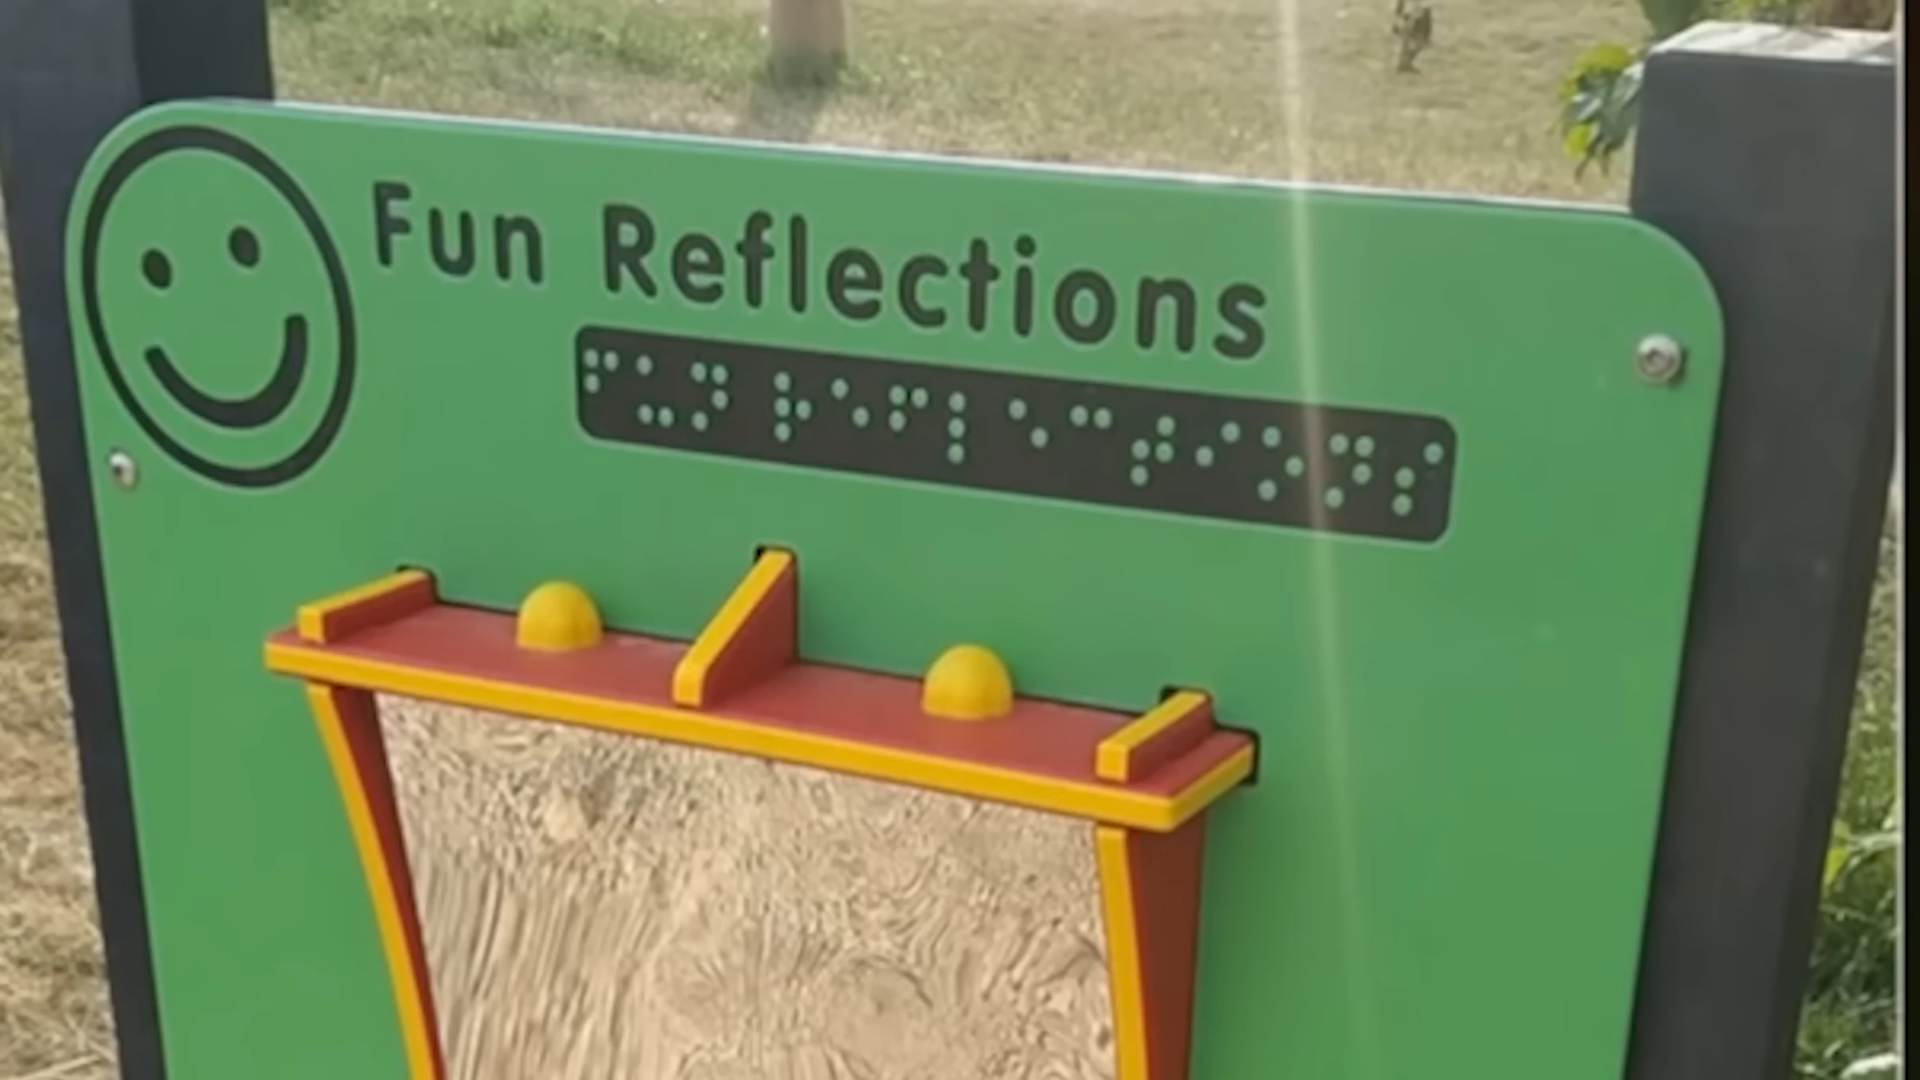 Fun Reflections
⠋⠥⠝ ⠗⠑⠋⠇⠑⠉⠞⠊⠕⠝⠎